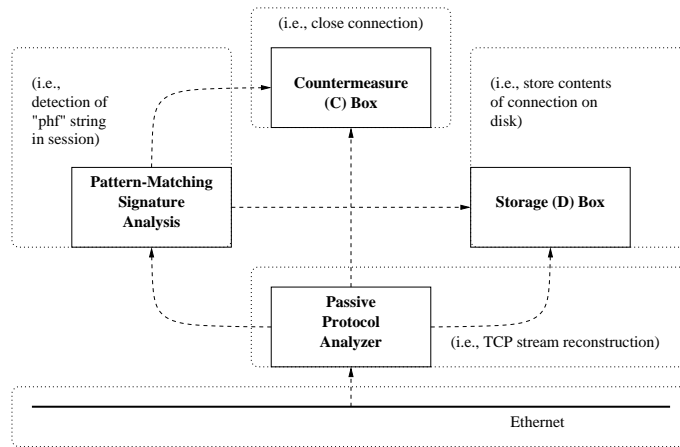 (i.e., close connection)
Countermeasure
(C) Box
(i.e.,
detection of
"phf" string
in session)
(i.e., store contents
of connection on
disk)
Pattern-Matching
Signature
Analysis
Storage (D) Box
Passive
Protocol
Analyzer
(i.e., TCP stream reconstruction)
Ethernet